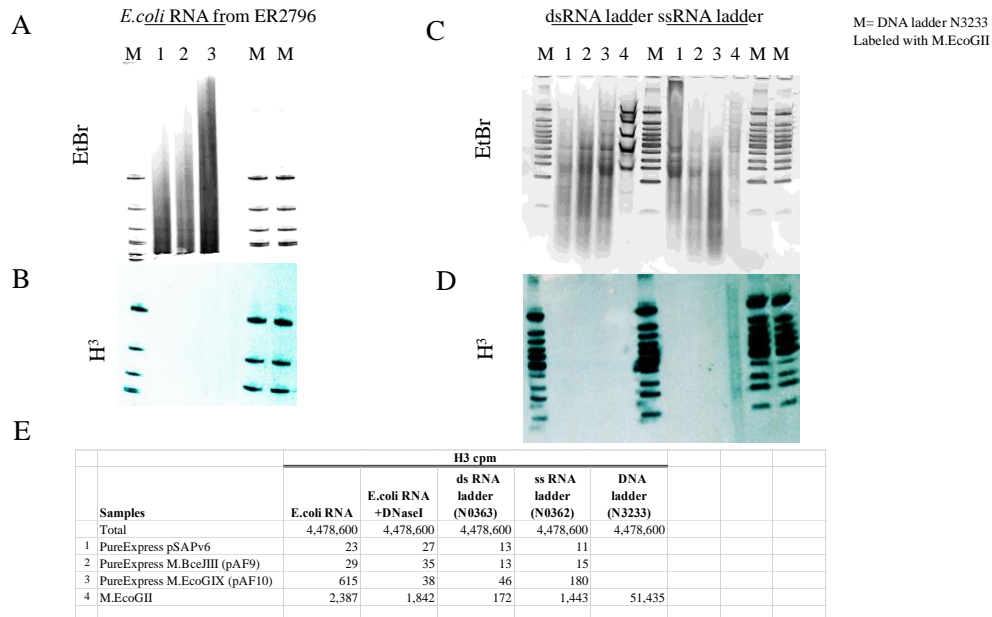 A
E.coli RNA from ER2796
M 1 2 3 M M
EtBr
B
H3
C
dsRNA ladder ssRNA ladder
M 1 2 3 4 M 1 2 3 4 M M
EtBr
D
H3
M= DNA ladder N3233
Labeled with M.EcoGII
E
H3 cpm
Samples E.coli RNA E.coli RNA +DNaseI ds RNA ladder (N0363) ss RNA ladder (N0362) DNA ladder (N3233)
Total 4,478,600 4,478,600 4,478,600 4,478,600 4,478,600
1 PureExpress pSAPv6 23 27 13 11
2 PureExpress M.BceJIII (pAF9) 29 35 13 15
3 PureExpress M.EcoGIX (pAF10) 615 38 46 180
4 M.EcoGII 2,387 1,842 172 1,443 51,435